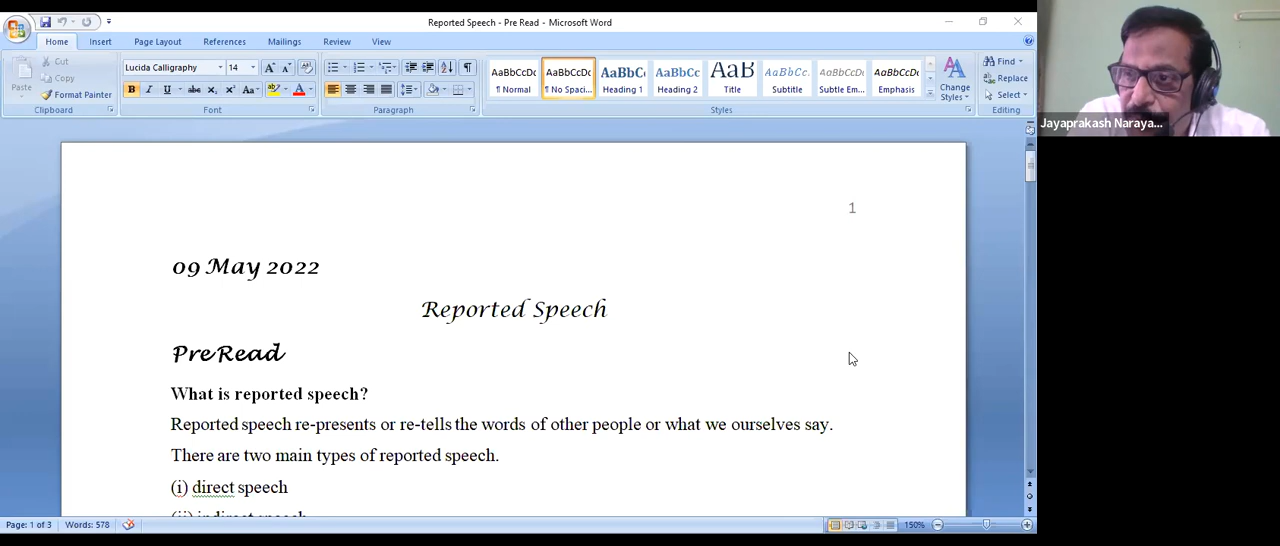 Reported Speech - Pre Read - Microsoft Word
Home Insert Page Layout References Mailings Review View
Cut
Copy
Paste
Format Painter
Clipboard
Lucida Calligraphy 14
Font
Paragraph
AaBbCcDc AaBbCcDc AaBbCc AaBbCc AaB AaBbCc. AaBbCcDc AaBbCcDc
¶ Normal ¶ No Spaci... Heading 1 Heading 2 Title Subtitle Subtle Em... Emphasis
Styles
Change
Styles
Find
Replace
Select
Editing
Jayaprakash Naraya...
1
09 May 2022
Reported Speech
Pre Read
What is reported speech?
Reported speech re-presents or re-tells the words of other people or what we ourselves say.
There are two main types of reported speech.
(i) direct speech
(ii) indirect speech
Page: 1 of 3 Words: 578 150%